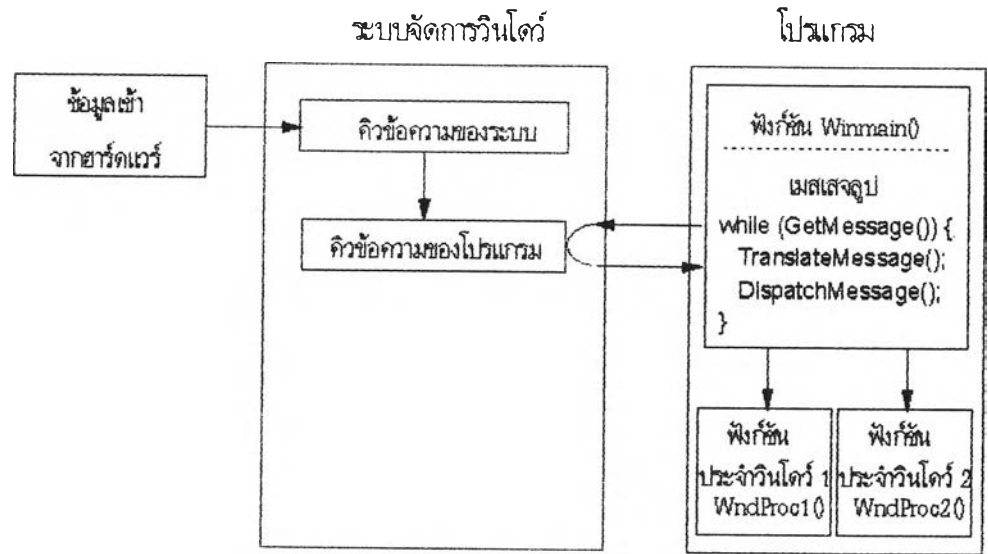 ระบบจัดการวินโดว์
โปรแกรม
ข้อมูลเข้า
จากฮาร์ดแวร์
คิวข้อความของระบบ
คิวข้อความของโปรแกรม
ฟังก์ชัน Winmain()
เมสเสจลูป
while (GetMessage()) {
TranslateMessage();
DispatchMessage();
}
ฟังก์ชัน
ประจำวินโดว์ 1
WndProc1()
ฟังก์ชัน
ประจำวินโดว์ 2
WndProc2()